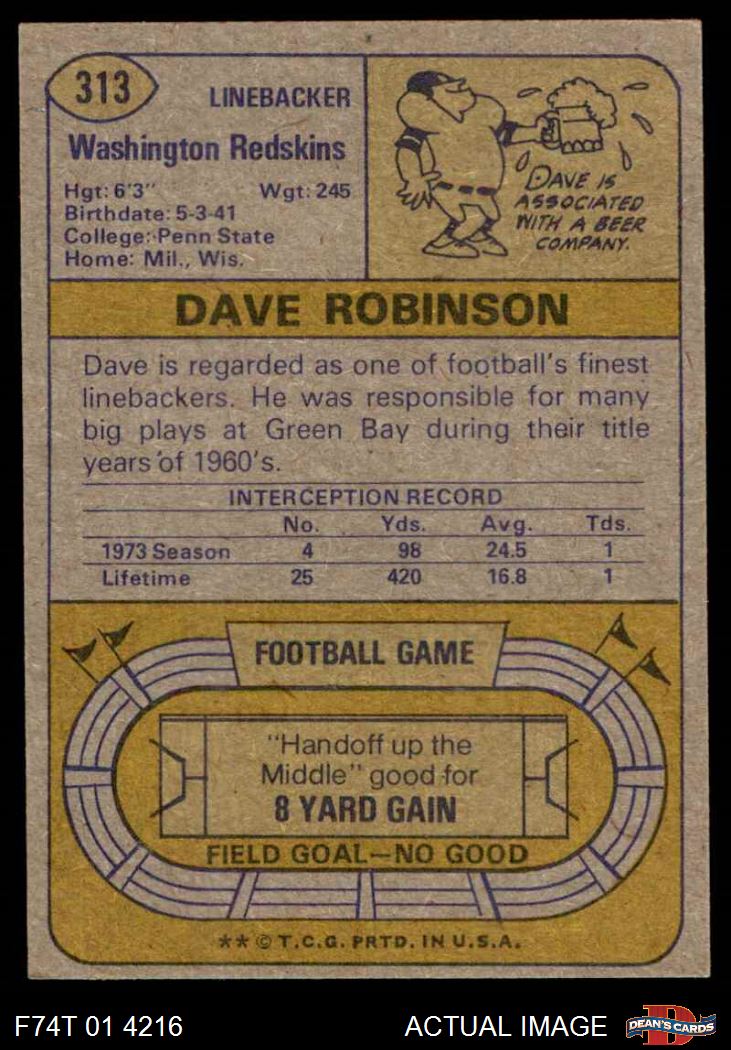 313
LINEBACKER
Washington Redskins
Hgt: 6'3" Wgt: 245
Birthdate: 5-3-41
College: Penn State
Home: Mil., Wis.
DAVE IS
ASSOCIATED
WITH A BEER
COMPANY.
DAVE ROBINSON
Dave is regarded as one of football's finest
linebackers. He was responsible for many
big plays at Green Bay during their title
years of 1960's.
INTERCEPTION RECORD
No. Yds. Avg. Tds.
1973 Season 4 98 24.5 1
Lifetime 25 420 16.8 1
FOOTBALL GAME
"Handoff up the
Middle" good for
8 YARD GAIN
FIELD GOAL—NO GOOD
** © T.C.G. PRTD. IN U.S.A.
F74T 01 4216 ACTUAL IMAGE
D
DEAN'S CARDS